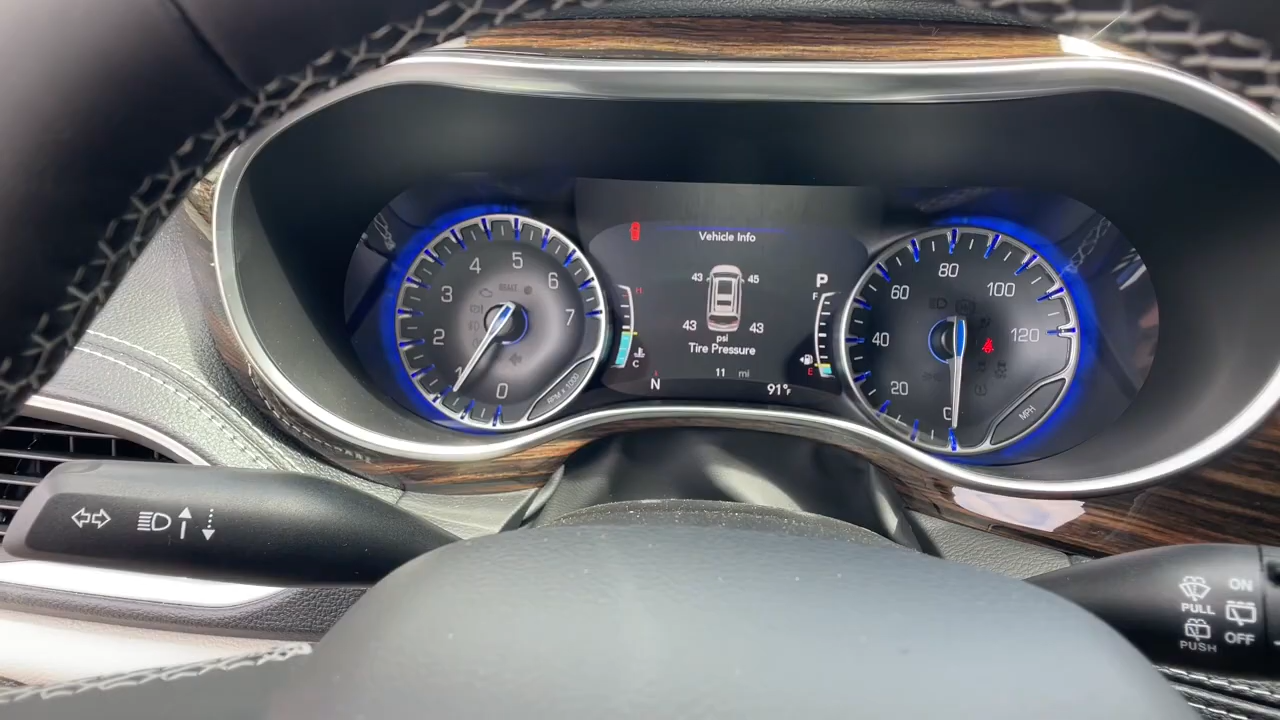 Vehicle Info
43 45
43 43
psi
Tire Pressure
11 mi
N
91°F
P
H
C
F
E
0
1
2
3
4
5
6
7
RPM x 1000
BRAKE
20
40
60
80
100
120
MPH
PULL
PUSH
ON
OFF